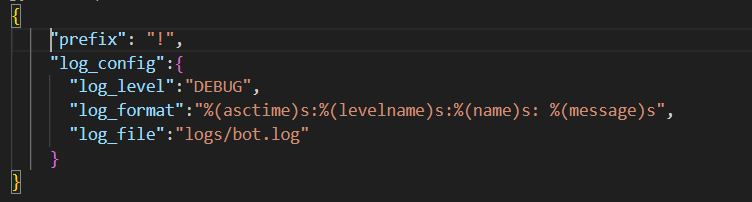 {
"prefix": "!",
"log_config":{
"log_level":"DEBUG",
"log_format":"%(asctime)s:%(levelname)s:%(name)s: %(message)s",
"log_file":"logs/bot.log"
}
}